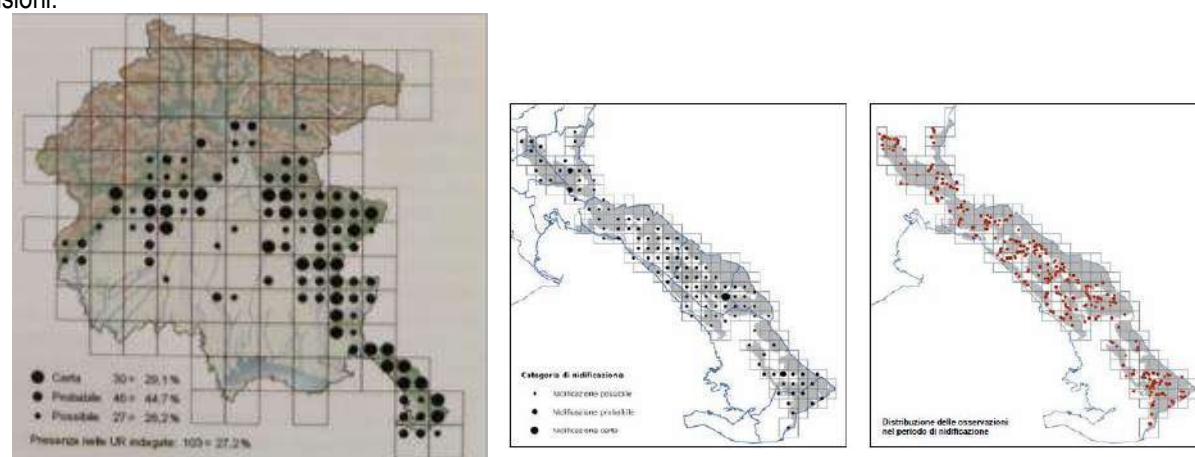 sioni.
Certa 30 = 29,1%
Probabile 46 = 44,7%
Possibile 27 = 26,2%
Presenza nelle UR indagate: 103 = 27,2%
Categoria di nidificazione
Nidificazione possibile
Nidificazione probabile
Nidificazione certa
Distribuzione delle osservazioni
nel periodo di nidificazione